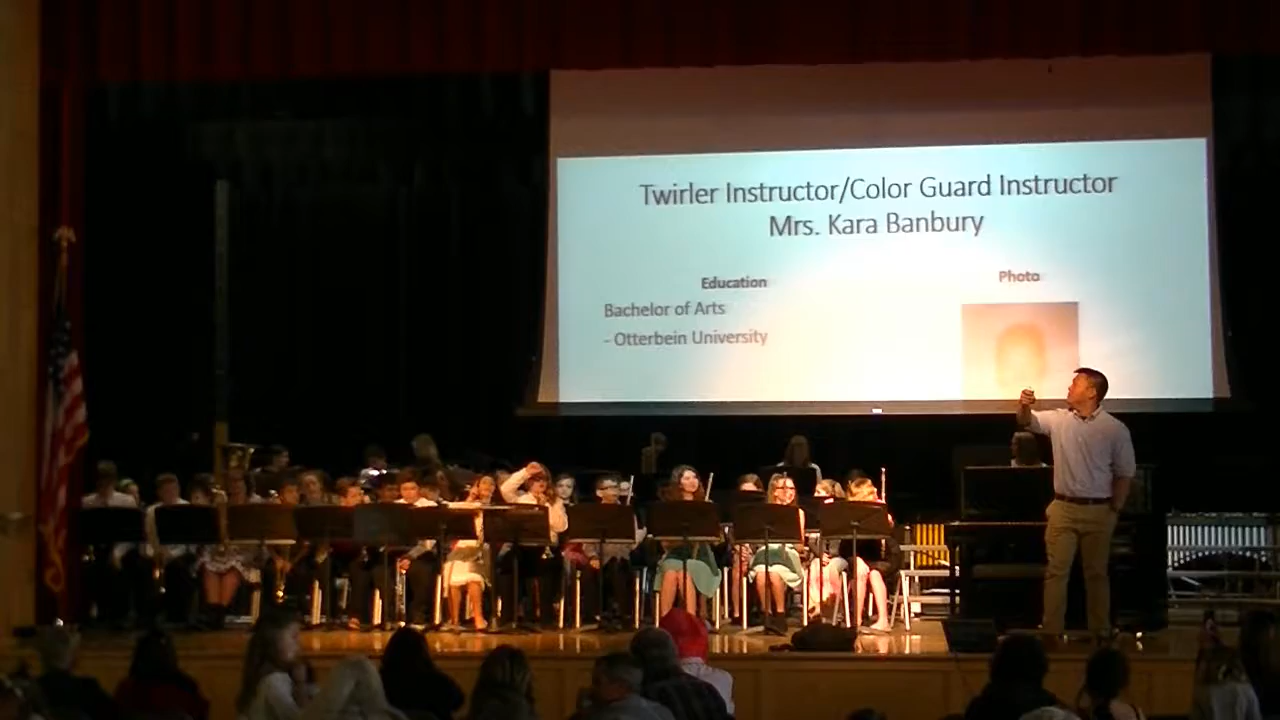 Twirler Instructor/Color Guard Instructor
Mrs. Kara Banbury
Education
Photo
Bachelor of Arts
- Otterbein University